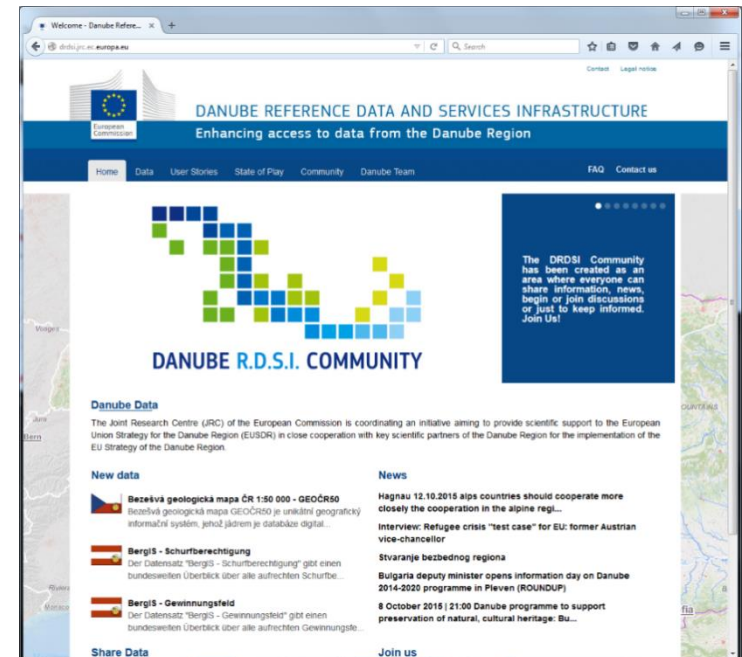 Welcome - Danube Refere...
drdsi.jrc.ec.europa.eu
Search
Contact Legal notice
European
Commission
DANUBE REFERENCE DATA AND SERVICES INFRASTRUCTURE
Enhancing access to data from the Danube Region
Home Data User Stories State of Play Community Danube Team FAQ Contact us
The DRDSI Community
has been created as an
area where everyone can
share information, news,
begin or join discussions
or just to keep informed.
Join Us!
DANUBE R.D.S.I. COMMUNITY
Vosges
Jura
Bern
Monaco
fia
Danube Data
The Joint Research Centre (JRC) of the European Commission is coordinating an initiative aiming to provide scientific support to the European
Union Strategy for the Danube Region (EUSDR) in close cooperation with key scientific partners of the Danube Region for the implementation of the
EU Strategy of the Danube Region.
New data
Bezešvá geologická mapa ČR 1:50 000 - GEOČR50
Bezešvá geologická mapa GEOČR50 je unikátní geografický
informační systém, jehož jádrem je databáze digitál...
BergIS - Schurfberechtigung
Der Datensatz "BergIS - Schurfberechtigung" gibt einen
bundesweiten Überblick über alle aufrechten Schurfbe...
BergIS - Gewinnungsfeld
Der Datensatz "BergIS - Gewinnungsfeld" gibt einen
bundesweiten Überblick über alle aufrechten Gewinnungsfe...
News
Hagnau 12.10.2015 alps countries should cooperate more
closely the cooperation in the alpine regi...
Interview: Refugee crisis "test case" for EU: former Austrian
vice-chancellor
Stvaranje bezbednog regiona
Bulgaria deputy minister opens information day on Danube
2014-2020 programme in Pleven (ROUNDUP)
8 October 2015 | 21:00 Danube programme to support
preservation of natural, cultural heritage: Bu...
Share Data
Join us